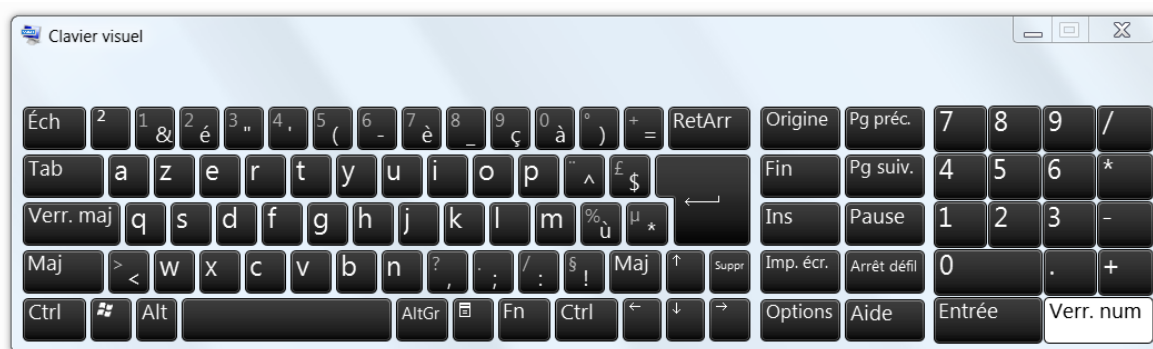 Clavier visuel
Éch ² 1 & 2 é 3 " 4 ' 5 ( 6 - 7 è 8 _ 9 ç 0 à ° ) + = RetArr Origine Pg préc. 7 8 9 /
Tab a z e r t y u i o p ¨ ^ £ $ Fin Pg suiv. 4 5 6 *
Verr. maj q s d f g h j k l m % ù µ * Ins Pause 1 2 3 -
Maj > < w x c v b n ? , . ; / : § ! Maj ↑ Suppr Imp. écr. Arrêt défil 0 . +
Ctrl Alt AltGr Fn Ctrl ← ↓ → Options Aide Entrée Verr. num